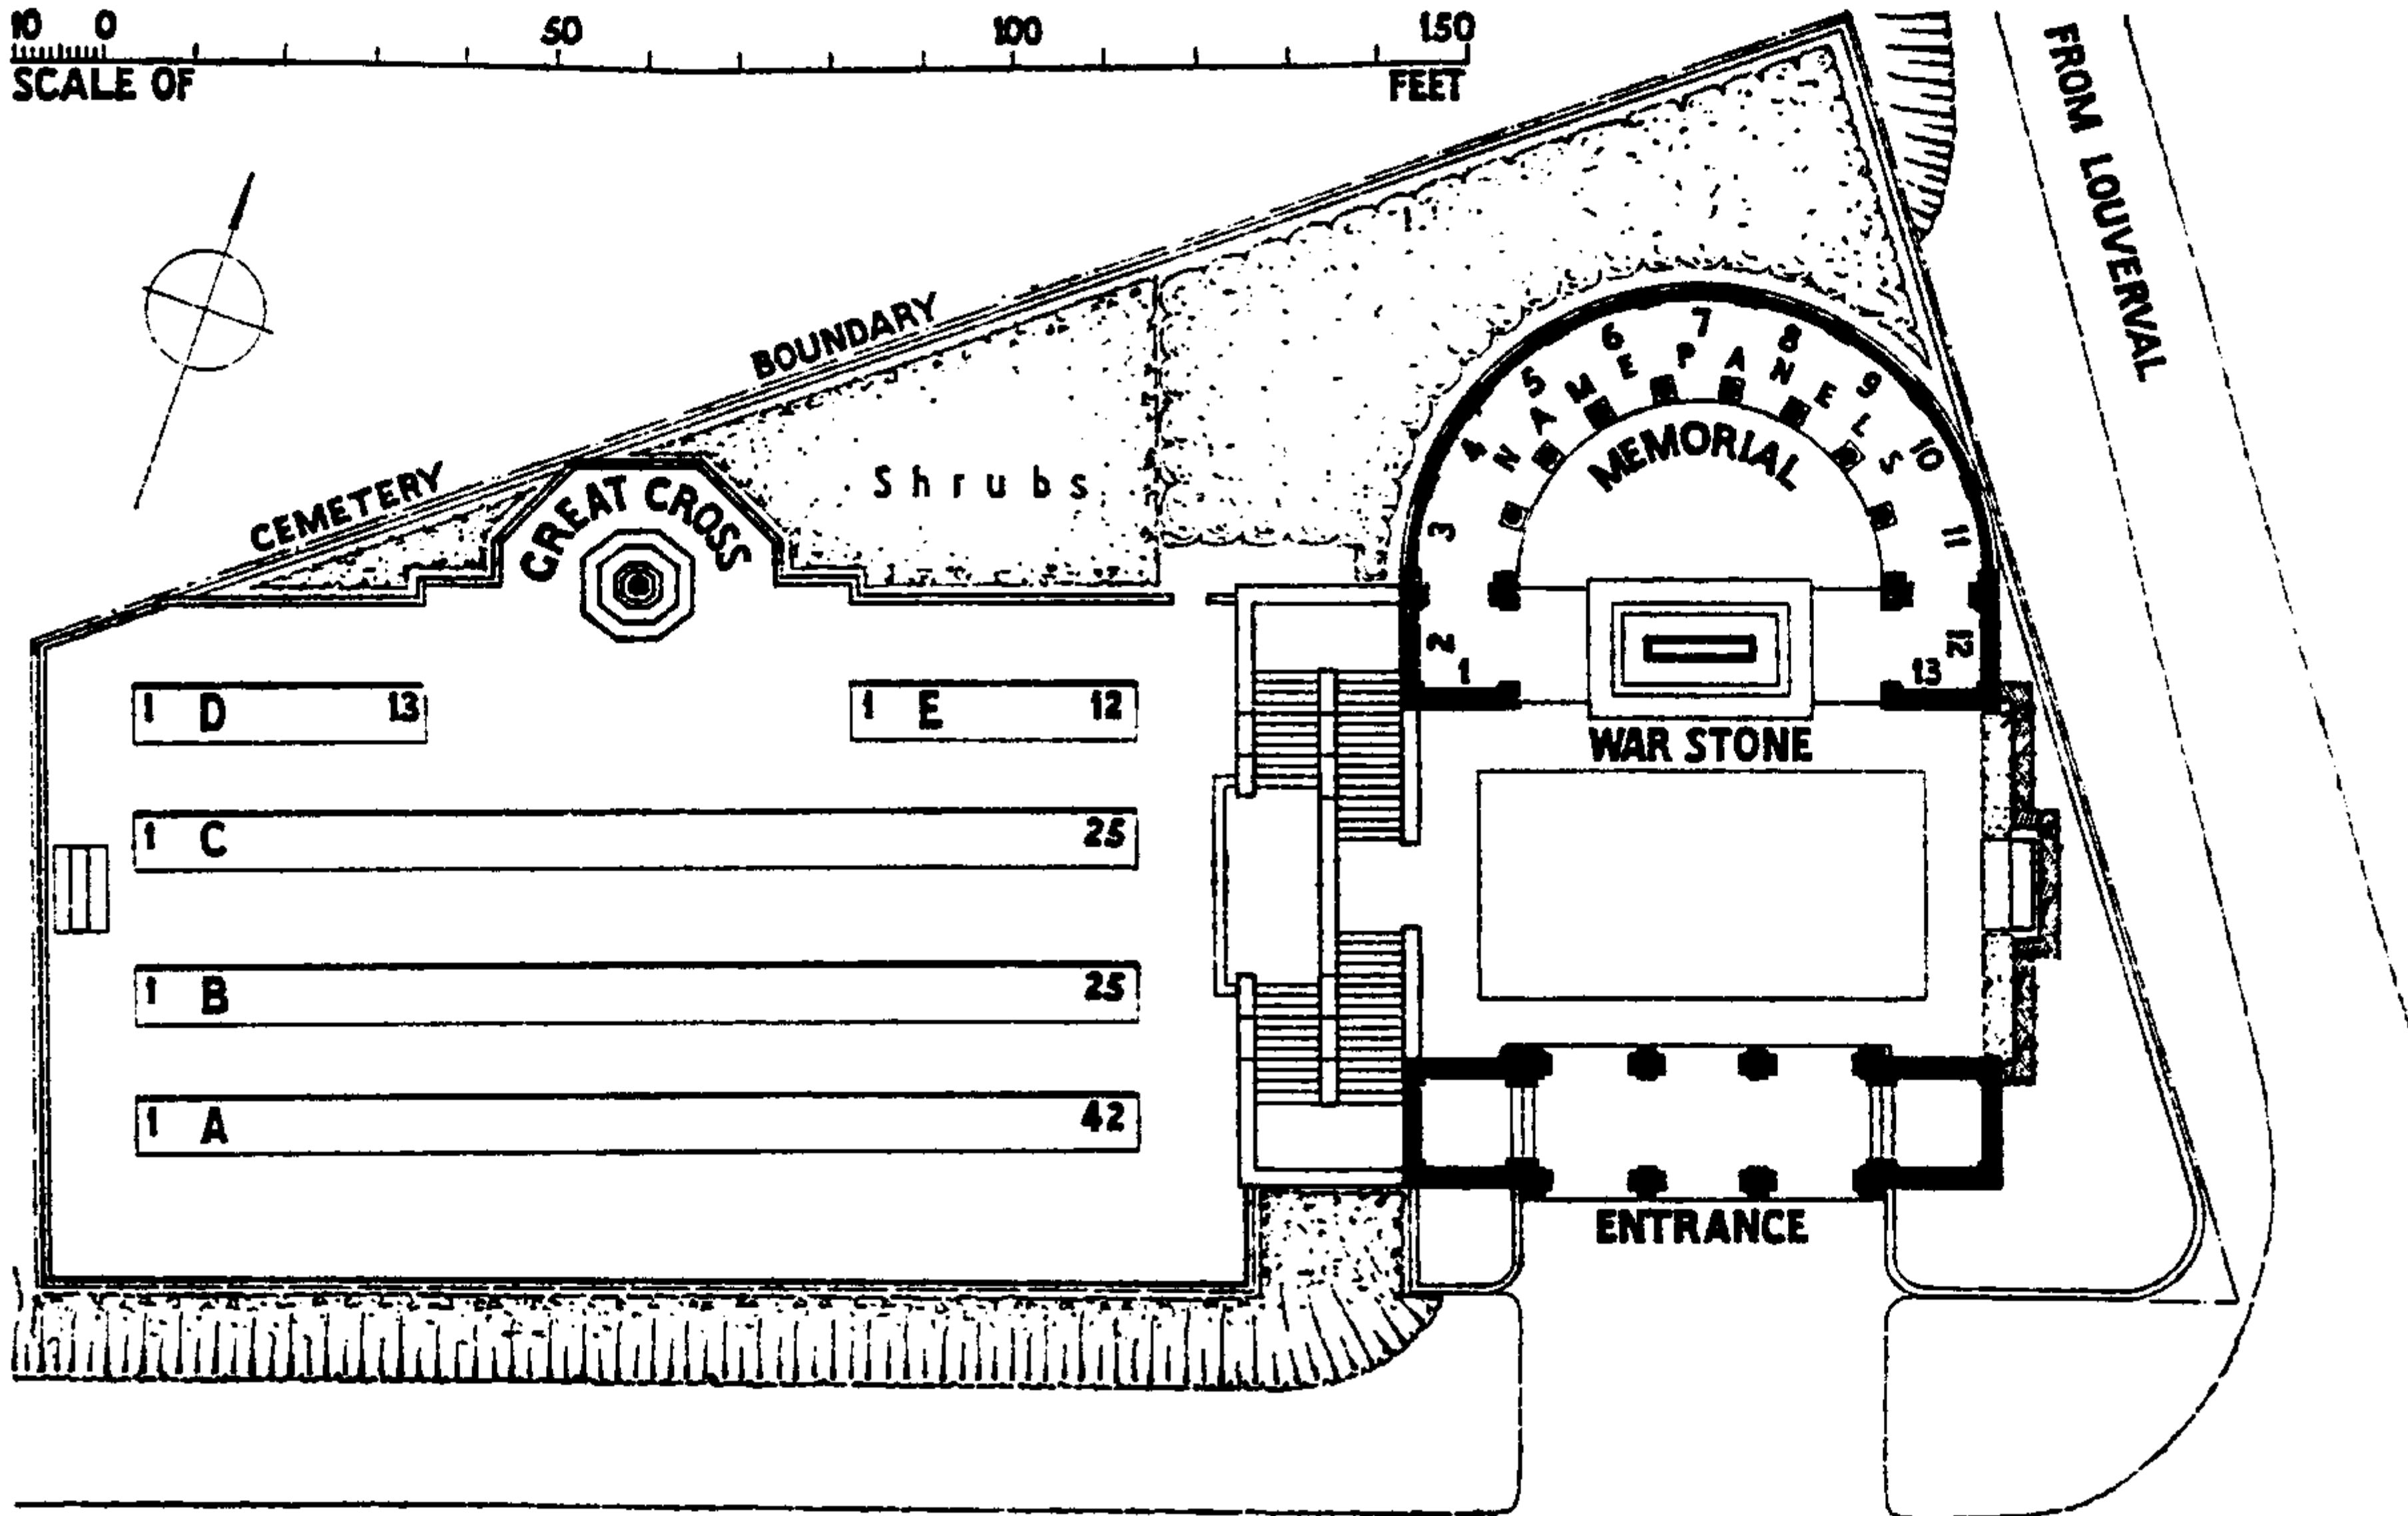 10 0 50 100 150
SCALE OF FEET
FROM LOUVERVAL
CEMETERY BOUNDARY
GREAT CROSS
Shrubs
1 2 3 4 5 6 7 8 9 10 11 12 13
NAME PANELS
MEMORIAL
WAR STONE
1 D 13
1 E 12
1 C 25
1 B 25
1 A 42
ENTRANCE